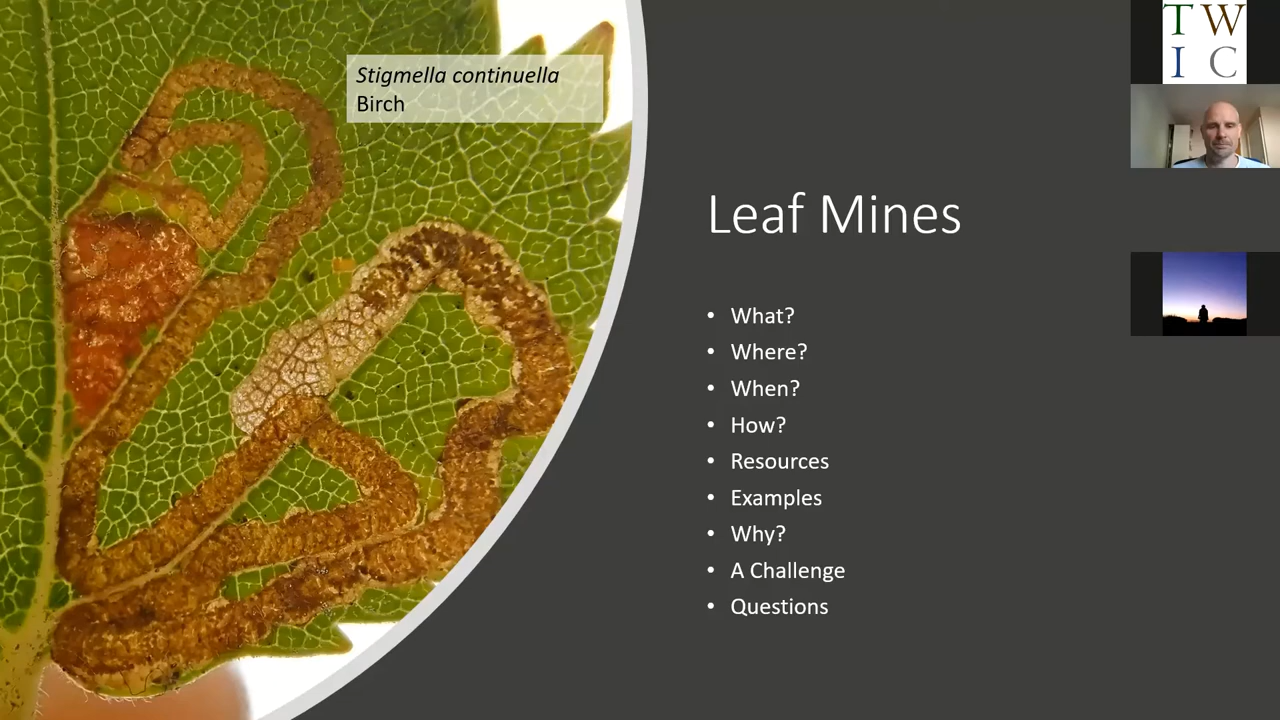 Stigmella continuella
Birch
T W
I C
Leaf Mines
• What?
• Where?
• When?
• How?
• Resources
• Examples
• Why?
• A Challenge
• Questions